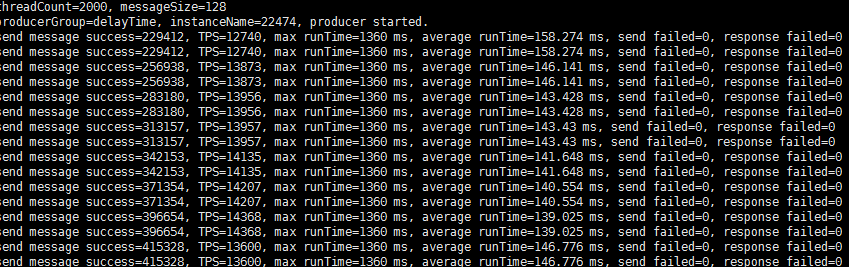 threadCount=2000, messageSize=128
producerGroup=delayTime, instanceName=22474, producer started.
send message success=229412, TPS=12740, max runTime=1360 ms, average runTime=158.274 ms, send failed=0, response failed=0
send message success=229412, TPS=12740, max runTime=1360 ms, average runTime=158.274 ms, send failed=0, response failed=0
send message success=256938, TPS=13873, max runTime=1360 ms, average runTime=146.141 ms, send failed=0, response failed=0
send message success=256938, TPS=13873, max runTime=1360 ms, average runTime=146.141 ms, send failed=0, response failed=0
send message success=283180, TPS=13956, max runTime=1360 ms, average runTime=143.428 ms, send failed=0, response failed=0
send message success=283180, TPS=13956, max runTime=1360 ms, average runTime=143.428 ms, send failed=0, response failed=0
send message success=313157, TPS=13957, max runTime=1360 ms, average runTime=143.43 ms, send failed=0, response failed=0
send message success=313157, TPS=13957, max runTime=1360 ms, average runTime=143.43 ms, send failed=0, response failed=0
send message success=342153, TPS=14135, max runTime=1360 ms, average runTime=141.648 ms, send failed=0, response failed=0
send message success=342153, TPS=14135, max runTime=1360 ms, average runTime=141.648 ms, send failed=0, response failed=0
send message success=371354, TPS=14207, max runTime=1360 ms, average runTime=140.554 ms, send failed=0, response failed=0
send message success=371354, TPS=14207, max runTime=1360 ms, average runTime=140.554 ms, send failed=0, response failed=0
send message success=396654, TPS=14368, max runTime=1360 ms, average runTime=139.025 ms, send failed=0, response failed=0
send message success=396654, TPS=14368, max runTime=1360 ms, average runTime=139.025 ms, send failed=0, response failed=0
send message success=415328, TPS=13600, max runTime=1360 ms, average runTime=146.776 ms, send failed=0, response failed=0
send message success=415328, TPS=13600, max runTime=1360 ms, average runTime=146.776 ms, send failed=0, response failed=0